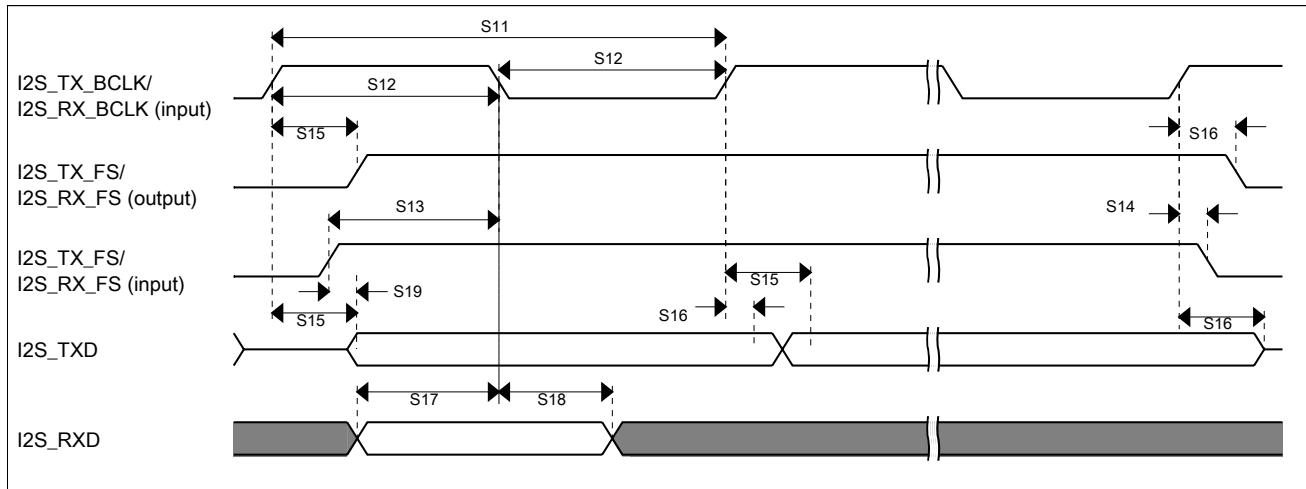 S11
I2S_TX_BCLK/
I2S_RX_BCLK (input)
S12
S12
S15
S16
I2S_TX_FS/
I2S_RX_FS (output)
S13
S14
I2S_TX_FS/
I2S_RX_FS (input)
S15
S19
S15
S16
S16
I2S_TXD
S17
S18
I2S_RXD